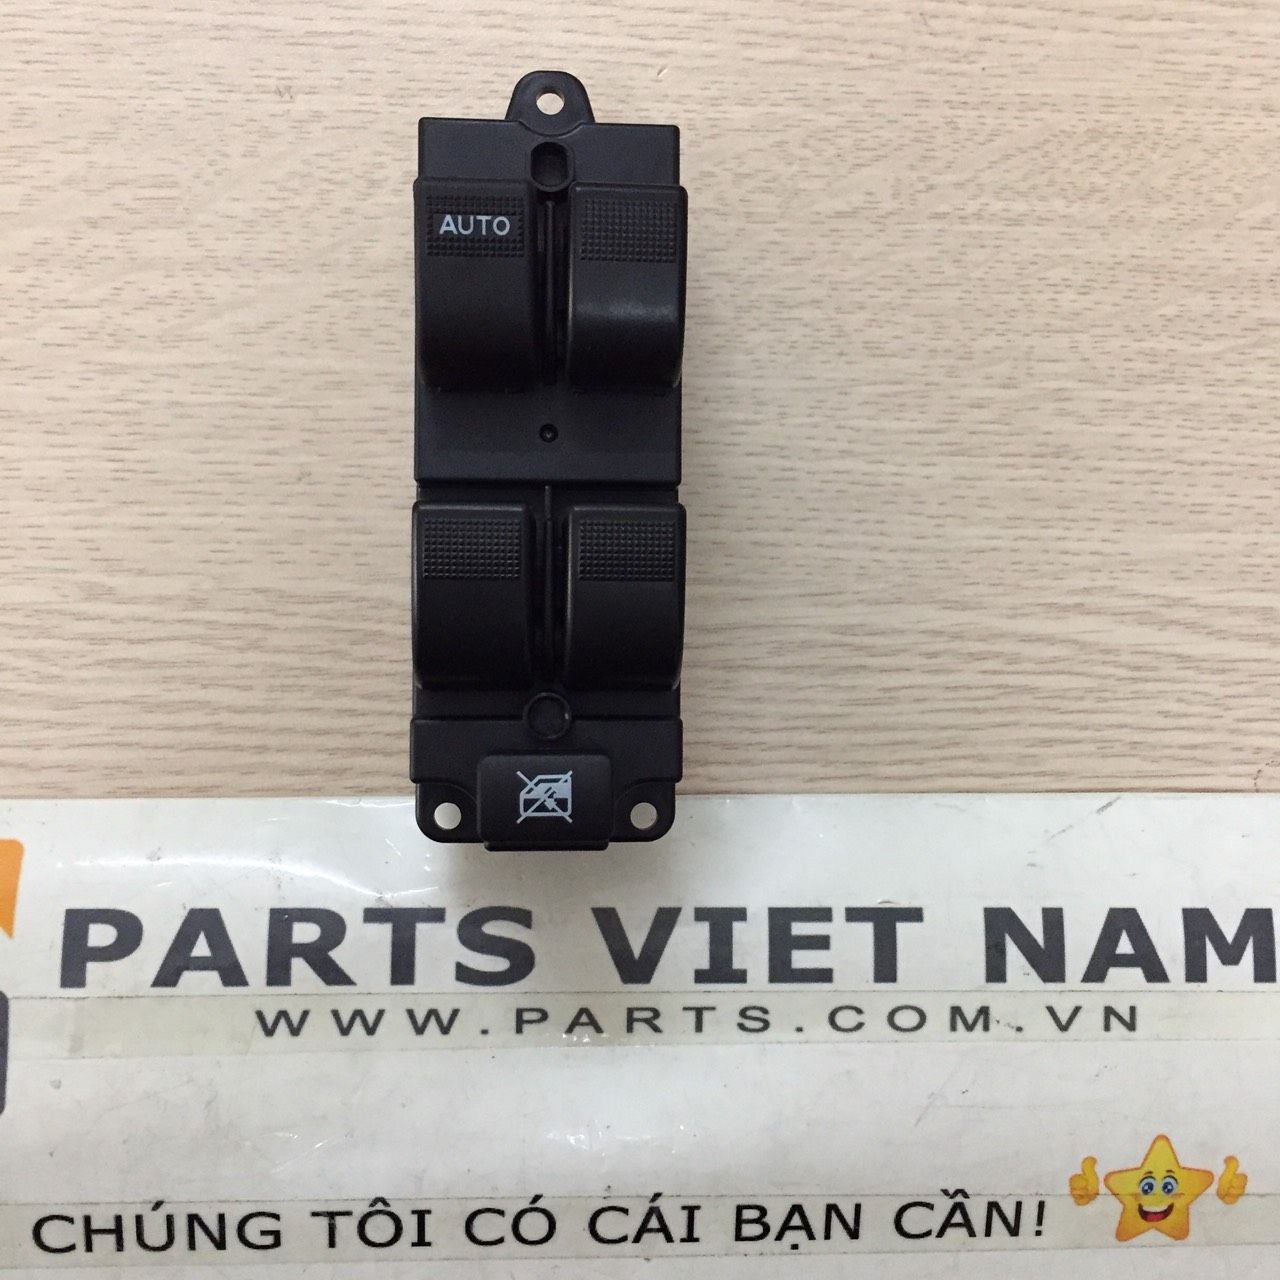 AUTO
PARTS VIET NAM
WWW.PARTS.COM.VN
CHÚNG TÔI CÓ CÁI BẠN CẦN!